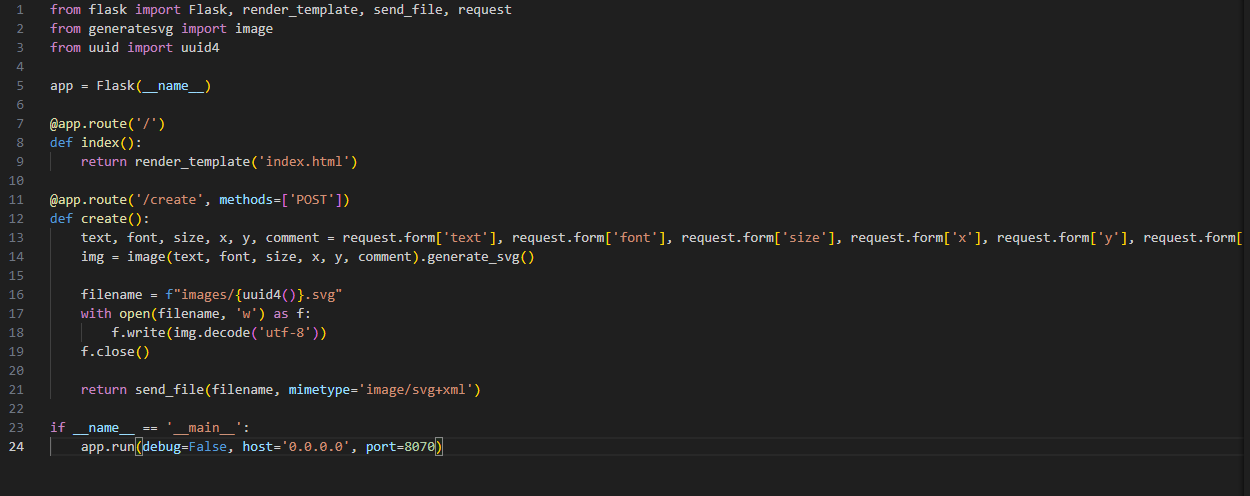 1 from flask import Flask, render_template, send_file, request
2 from generatesvg import image
3 from uuid import uuid4
4
5 app = Flask(__name__)
6
7 @app.route('/')
8 def index():
9     return render_template('index.html')
10
11 @app.route('/create', methods=['POST'])
12 def create():
13     text, font, size, x, y, comment = request.form['text'], request.form['font'], request.form['size'], request.form['x'], request.form['y'], request.form[
14     img = image(text, font, size, x, y, comment).generate_svg()
15
16     filename = f"images/{uuid4()}.svg"
17     with open(filename, 'w') as f:
18         f.write(img.decode('utf-8'))
19     f.close()
20
21     return send_file(filename, mimetype='image/svg+xml')
22
23 if __name__ == '__main__':
24     app.run(debug=False, host='0.0.0.0', port=8070)